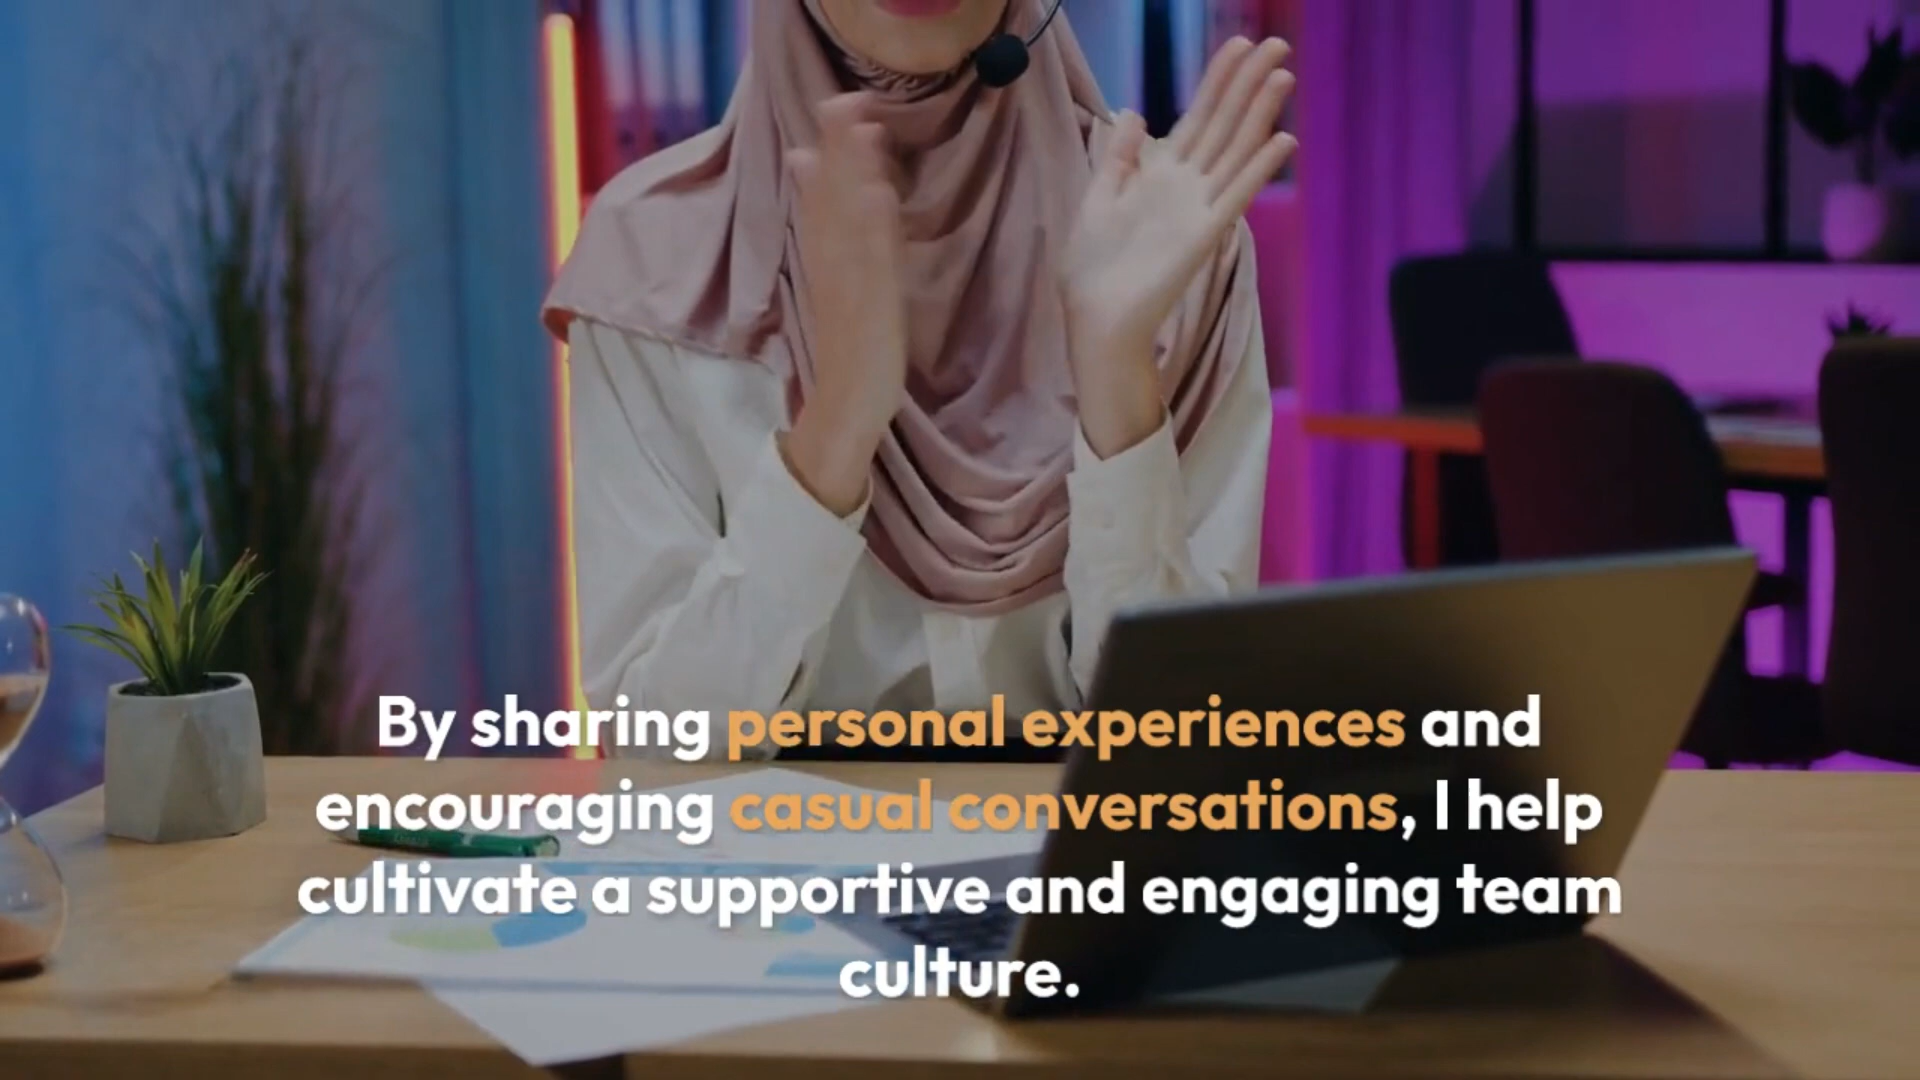 By sharing personal experiences and
encouraging casual conversations, I help
cultivate a supportive and engaging team
culture.